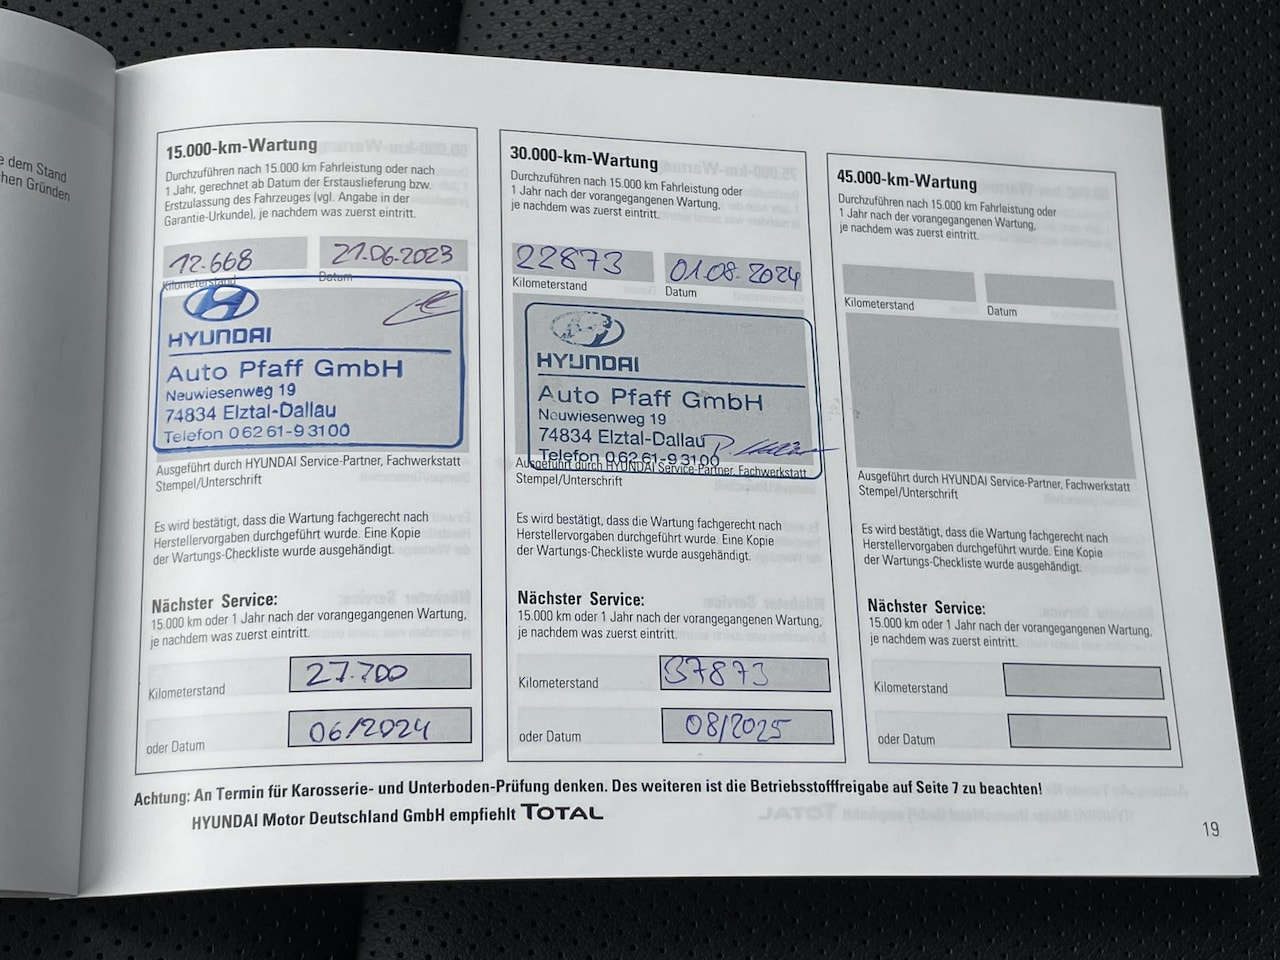 e dem Stand
hen Gründen
15.000-km-Wartung
Durchzuführen nach 15.000 km Fahrleistung oder nach
1 Jahr, gerechnet ab Datum der Erstauslieferung bzw.
Erstzulassung des Fahrzeuges (vgl. Angabe in der
Garantie-Urkunde), je nachdem was zuerst eintritt.
12.668 21.06.2023
Kilometerstand Datum
HYUNDAI
Auto Pfaff GmbH
Neuwiesenweg 19
74834 Elztal-Dallau
Telefon 0 62 61-9 31 00
Ausgeführt durch HYUNDAI Service-Partner, Fachwerkstatt
Stempel/Unterschrift
Es wird bestätigt, dass die Wartung fachgerecht nach
Herstellervorgaben durchgeführt wurde. Eine Kopie
der Wartungs-Checkliste wurde ausgehändigt.
Nächster Service:
15.000 km oder 1 Jahr nach der vorangegangenen Wartung,
je nachdem was zuerst eintritt.
Kilometerstand 27.700
oder Datum 06/2024
30.000-km-Wartung
Durchzuführen nach 15.000 km Fahrleistung oder
1 Jahr nach der vorangegangenen Wartung,
je nachdem was zuerst eintritt.
22873 01.08.2024
Kilometerstand Datum
HYUNDAI
Auto Pfaff GmbH
Neuwiesenweg 19
74834 Elztal-Dallau
Telefon 0 62 61-9 31 00
Ausgeführt durch HYUNDAI Service-Partner, Fachwerkstatt
Stempel/Unterschrift
Es wird bestätigt, dass die Wartung fachgerecht nach
Herstellervorgaben durchgeführt wurde. Eine Kopie
der Wartungs-Checkliste wurde ausgehändigt.
Nächster Service:
15.000 km oder 1 Jahr nach der vorangegangenen Wartung,
je nachdem was zuerst eintritt.
Kilometerstand 37873
oder Datum 08/2025
45.000-km-Wartung
Durchzuführen nach 15.000 km Fahrleistung oder
1 Jahr nach der vorangegangenen Wartung,
je nachdem was zuerst eintritt.
Kilometerstand Datum
Ausgeführt durch HYUNDAI Service-Partner, Fachwerkstatt
Stempel/Unterschrift
Es wird bestätigt, dass die Wartung fachgerecht nach
Herstellervorgaben durchgeführt wurde. Eine Kopie
der Wartungs-Checkliste wurde ausgehändigt.
Nächster Service:
15.000 km oder 1 Jahr nach der vorangegangenen Wartung,
je nachdem was zuerst eintritt.
Kilometerstand
oder Datum
Achtung: An Termin für Karosserie- und Unterboden-Prüfung denken. Des weiteren ist die Betriebsstofffreigabe auf Seite 7 zu beachten!
HYUNDAI Motor Deutschland GmbH empfiehlt TOTAL
19